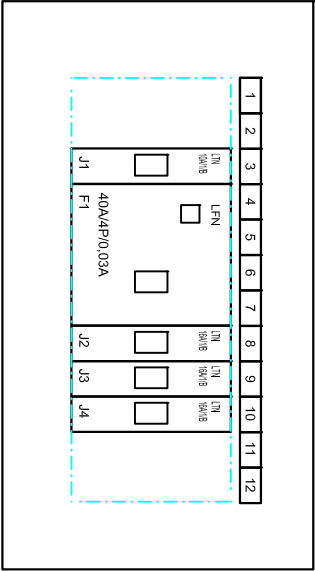 1 2 3 4 5 6 7 8 9 10 11 12
LTN
10A/1B
J1
LFN
40A/4P/0,03A
F1
LTN
16A/1B
J2
LTN
16A/1B
J3
LTN
16A/1B
J4